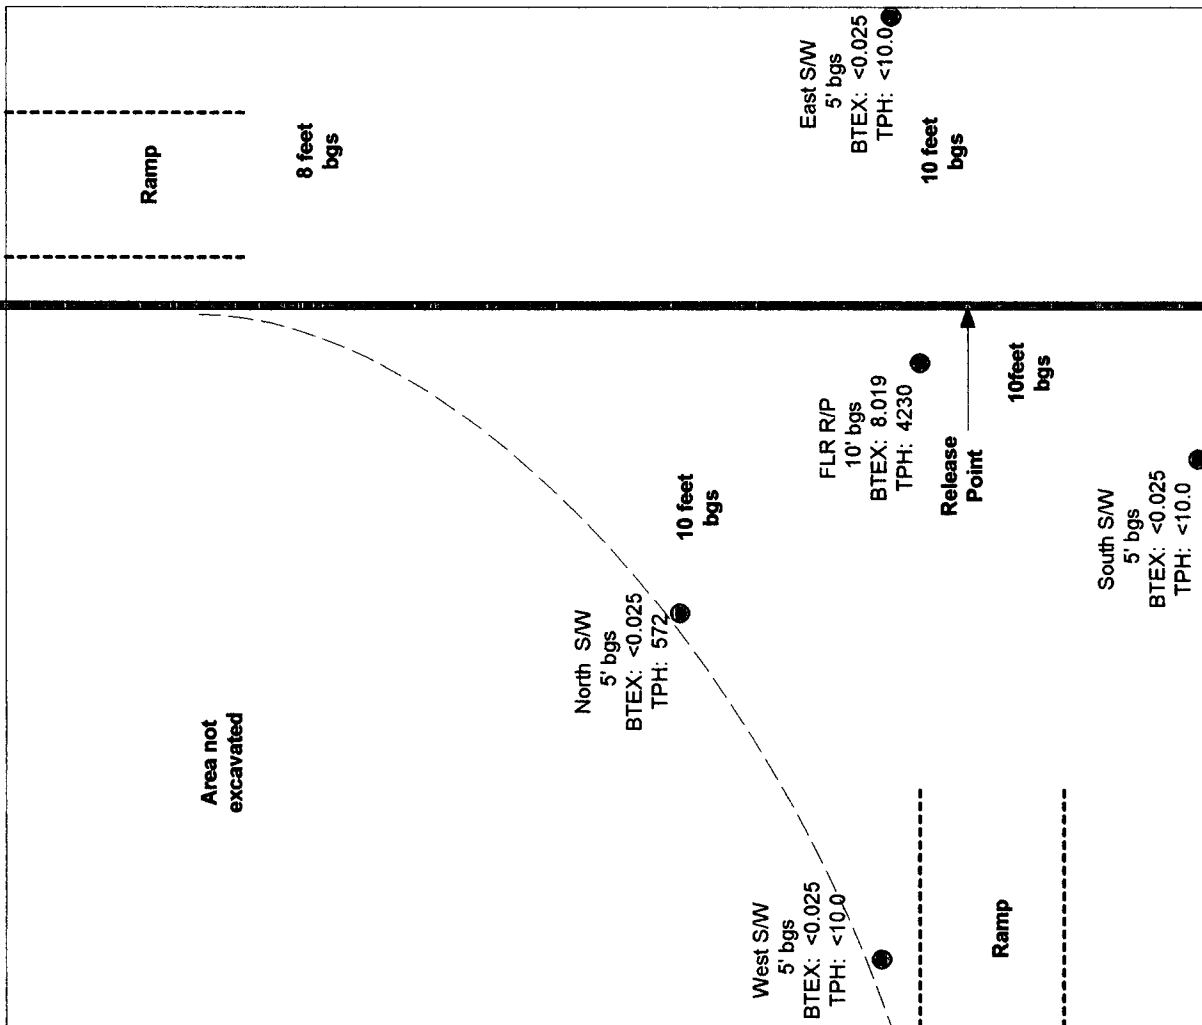 Ramp
8 feet
bgs
East S/W
5' bgs
BTEX: <0.025
TPH: <10.0
10 feet
bgs
FLR R/P
10' bgs
BTEX: 8.019
TPH: 4230
Release
Point
10feet
bgs
10 feet
bgs
South S/W
5' bgs
BTEX: <0.025
TPH: <10.0
North S/W
5' bgs
BTEX: <0.025
TPH: 572
Area not
excavated
West S/W
5' bgs
BTEX: <0.025
TPH: <10.0
Ramp